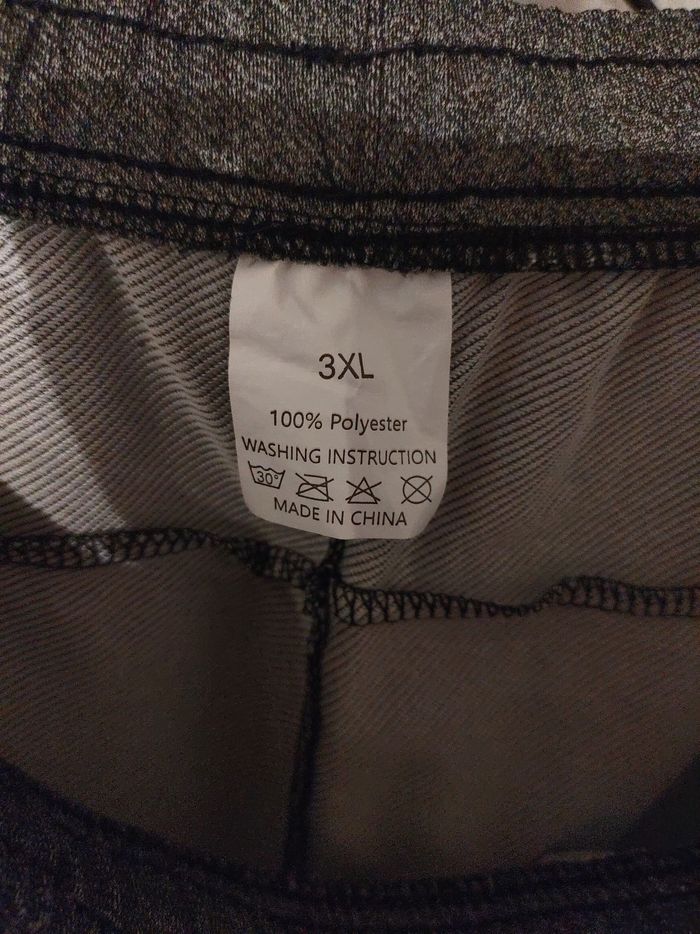 3XL
100% Polyester
WASHING INSTRUCTION
30°
MADE IN CHINA